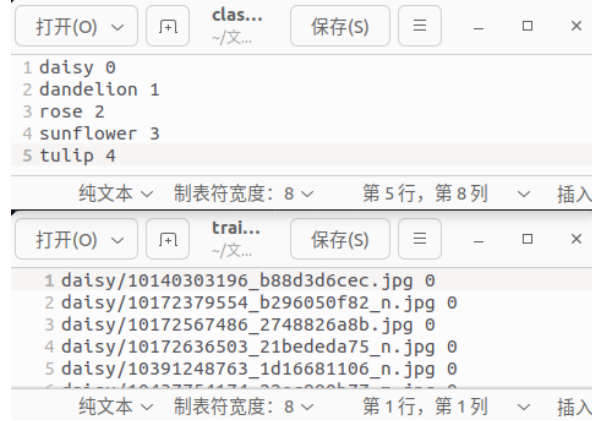 打开(O) clas... 保存(S)
~/文...
1 daisy 0
2 dandelion 1
3 rose 2
4 sunflower 3
5 tulip 4
纯文本 制表符宽度：8 第 5 行，第 8 列 插入
打开(O) trai... 保存(S)
~/文...
1 daisy/10140303196_b88d3d6cec.jpg 0
2 daisy/10172379554_b296050f82_n.jpg 0
3 daisy/10172567486_2748826a8b.jpg 0
4 daisy/10172636503_21bededa75_n.jpg 0
5 daisy/10391248763_1d16681106_n.jpg 0
纯文本 制表符宽度：8 第 1 行，第 1 列 插入